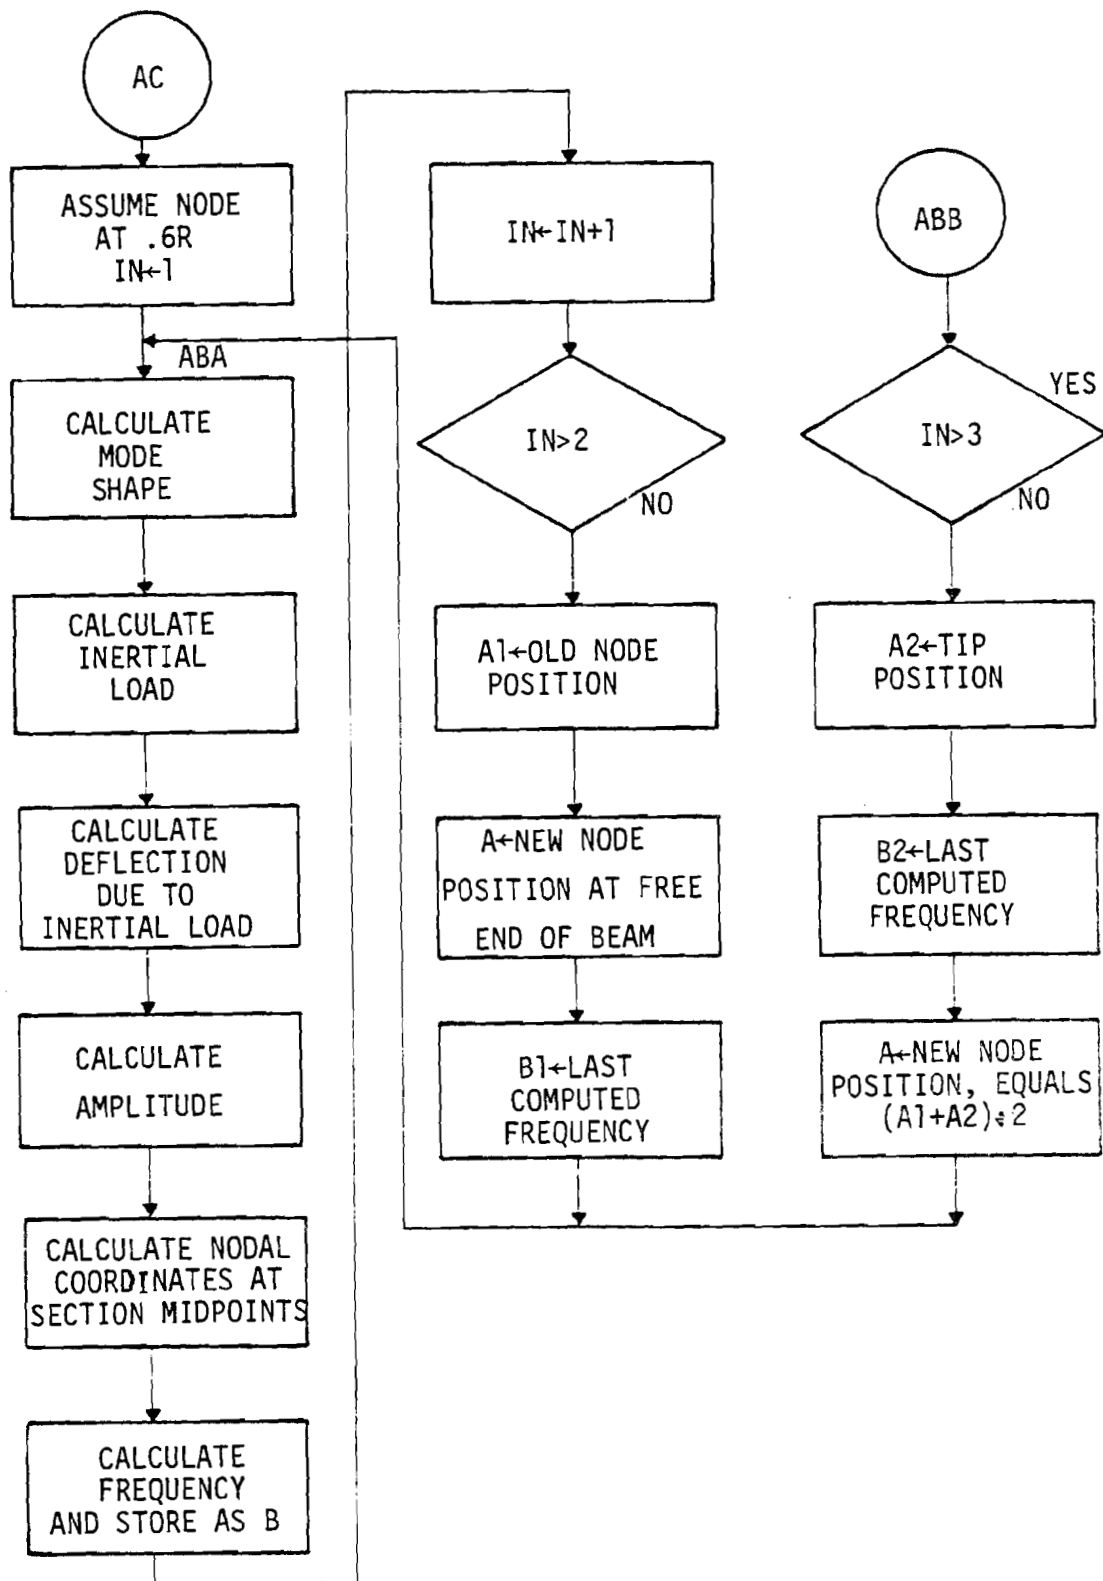 AC
ASSUME NODE
AT .6R
IN←1
ABA
CALCULATE
MODE
SHAPE
CALCULATE
INERTIAL
LOAD
CALCULATE
DEFLECTION
DUE TO
INERTIAL LOAD
CALCULATE
AMPLITUDE
CALCULATE NODAL
COORDINATES AT
SECTION MIDPOINTS
CALCULATE
FREQUENCY
AND STORE AS B
IN←IN+1
IN>2
NO
A1←OLD NODE
POSITION
A←NEW NODE
POSITION AT FREE
END OF BEAM
B1←LAST
COMPUTED
FREQUENCY
ABB
YES
IN>3
NO
A2←TIP
POSITION
B2←LAST
COMPUTED
FREQUENCY
A←NEW NODE
POSITION, EQUALS
(A1+A2)÷2